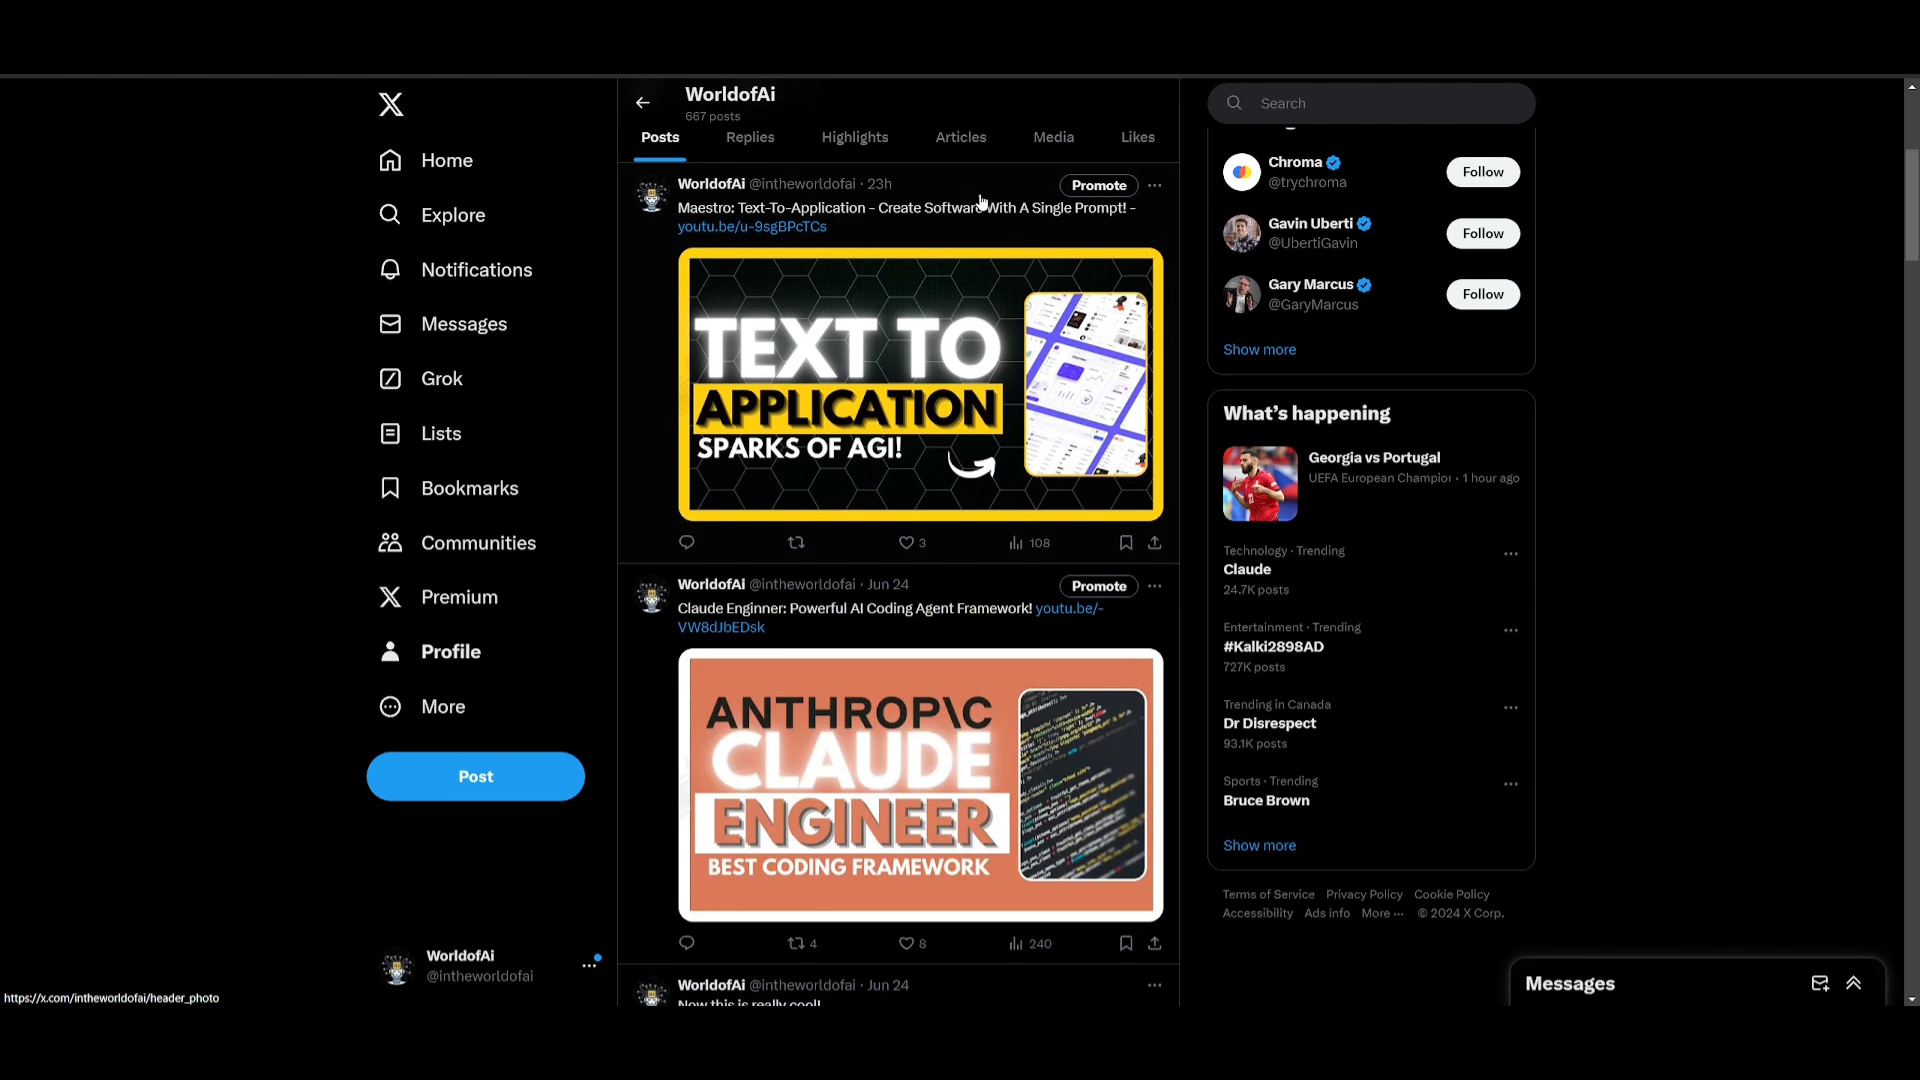 WorldofAi
667 posts
Posts
Replies
Highlights
Articles
Media
Likes
Home
Explore
Notifications
Messages
Grok
Lists
Bookmarks
Communities
Premium
Profile
More
Post
WorldofAi
@intheworldofai
https://x.com/intheworldofai/header_photo
WorldofAi @intheworldofai · 23h
Promote
Maestro: Text-To-Application - Create Software With A Single Prompt! -
youtu.be/u-9sgBPcTCs
TEXT TO
APPLICATION
SPARKS OF AGI!
3
108
WorldofAi @intheworldofai · Jun 24
Promote
Claude Enginner: Powerful AI Coding Agent Framework! youtu.be/-
VW8dJbEDsk
ANTHROP\C
CLAUDE
ENGINEER
BEST CODING FRAMEWORK
4
8
240
WorldofAi @intheworldofai · Jun 24
Now this is really cool!
Search
Chroma
@trychroma
Follow
Gavin Uberti
@UbertiGavin
Follow
Gary Marcus
@GaryMarcus
Follow
Show more
What's happening
Georgia vs Portugal
UEFA European Champior · 1 hour ago
Technology · Trending
Claude
24.7K posts
Entertainment · Trending
#Kalki2898AD
727K posts
Trending in Canada
Dr Disrespect
93.1K posts
Sports · Trending
Bruce Brown
Show more
Terms of Service Privacy Policy Cookie Policy
Accessibility Ads info More ··· © 2024 X Corp.
Messages